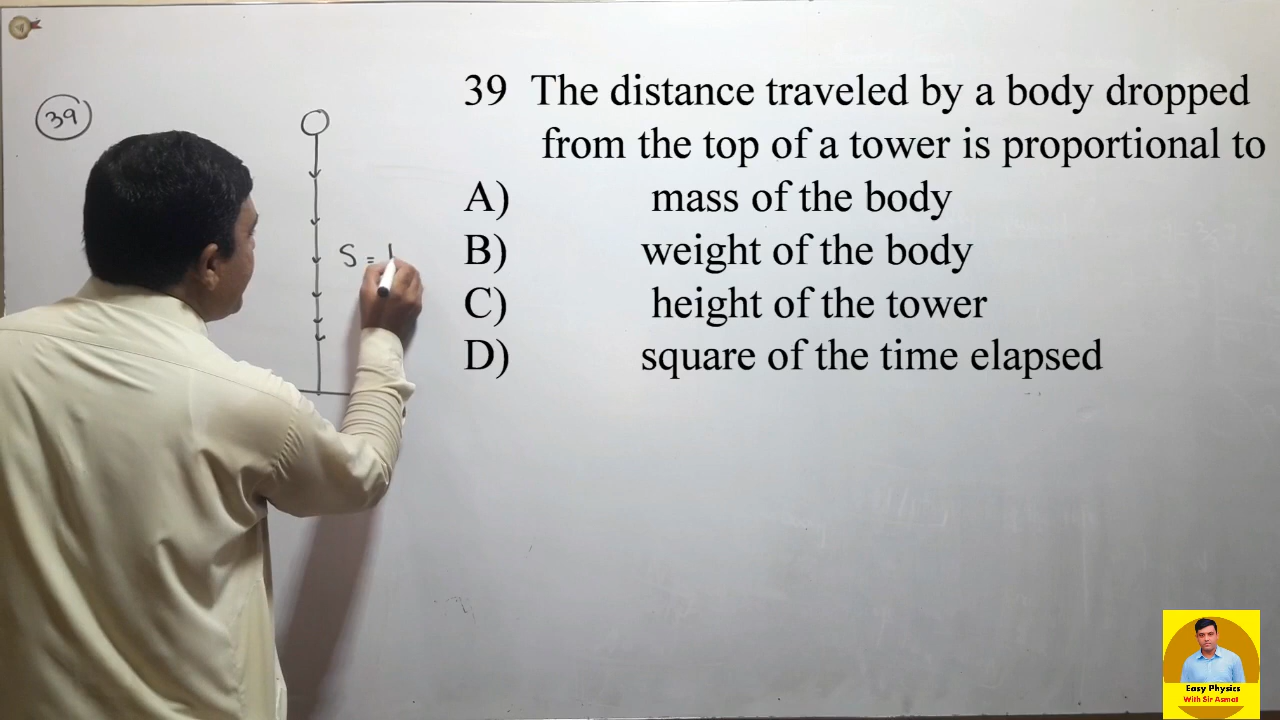 39
39 The distance traveled by a body dropped
from the top of a tower is proportional to
A) mass of the body
B) weight of the body
C) height of the tower
D) square of the time elapsed
S = 1
Easy Physics
With Sir Asmat